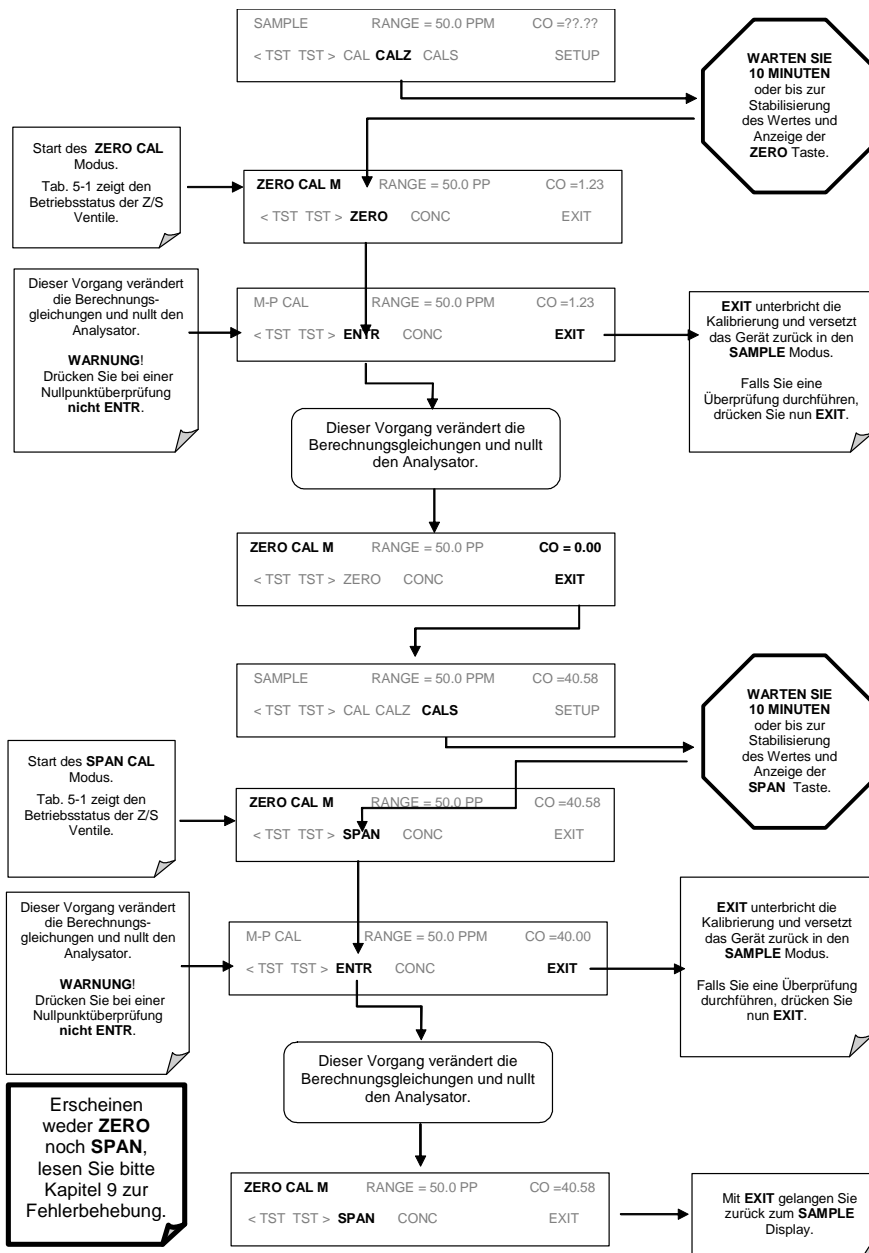 SAMPLE RANGE = 50.0 PPM CO =??.??
< TST TST > CAL CALZ CALS SETUP
WARTEN SIE
10 MINUTEN
oder bis zur
Stabilisierung
des Wertes und
Anzeige der
ZERO Taste.
Start des ZERO CAL
Modus.
Tab. 5-1 zeigt den
Betriebsstatus der Z/S
Ventile.
ZERO CAL M RANGE = 50.0 PP CO =1.23
< TST TST > ZERO CONC EXIT
Dieser Vorgang verändert
die Berechnungs-
gleichungen und nullt den
Analysator.
WARNUNG!
Drücken Sie bei einer
Nullpunktüberprüfung
nicht ENTR.
M-P CAL RANGE = 50.0 PPM CO =1.23
< TST TST > ENTR CONC EXIT
EXIT unterbricht die
Kalibrierung und versetzt
das Gerät zurück in den
SAMPLE Modus.
Falls Sie eine
Überprüfung durchführen,
drücken Sie nun EXIT.
Dieser Vorgang verändert die
Berechnungsgleichungen und nullt
den Analysator.
ZERO CAL M RANGE = 50.0 PP CO = 0.00
< TST TST > ZERO CONC EXIT
SAMPLE RANGE = 50.0 PPM CO =40.58
< TST TST > CAL CALZ CALS SETUP
WARTEN SIE
10 MINUTEN
oder bis zur
Stabilisierung
des Wertes und
Anzeige der
SPAN Taste.
Start des SPAN CAL
Modus.
Tab. 5-1 zeigt den
Betriebsstatus der Z/S
Ventile.
ZERO CAL M RANGE = 50.0 PP CO =40.58
< TST TST > SPAN CONC EXIT
Dieser Vorgang verändert
die Berechnungs-
gleichungen und nullt den
Analysator.
WARNUNG!
Drücken Sie bei einer
Nullpunktüberprüfung
nicht ENTR.
M-P CAL RANGE = 50.0 PPM CO =40.00
< TST TST > ENTR CONC EXIT
EXIT unterbricht die
Kalibrierung und versetzt
das Gerät zurück in den
SAMPLE Modus.
Falls Sie eine Überprüfung
durchführen, drücken Sie
nun EXIT.
Dieser Vorgang verändert die
Berechnungsgleichungen und nullt
den Analysator.
Erscheinen
weder ZERO
noch SPAN,
lesen Sie bitte
Kapitel 9 zur
Fehlerbehebung.
ZERO CAL M RANGE = 50.0 PP CO =40.58
< TST TST > SPAN CONC EXIT
Mit EXIT gelangen Sie
zurück zum SAMPLE
Display.